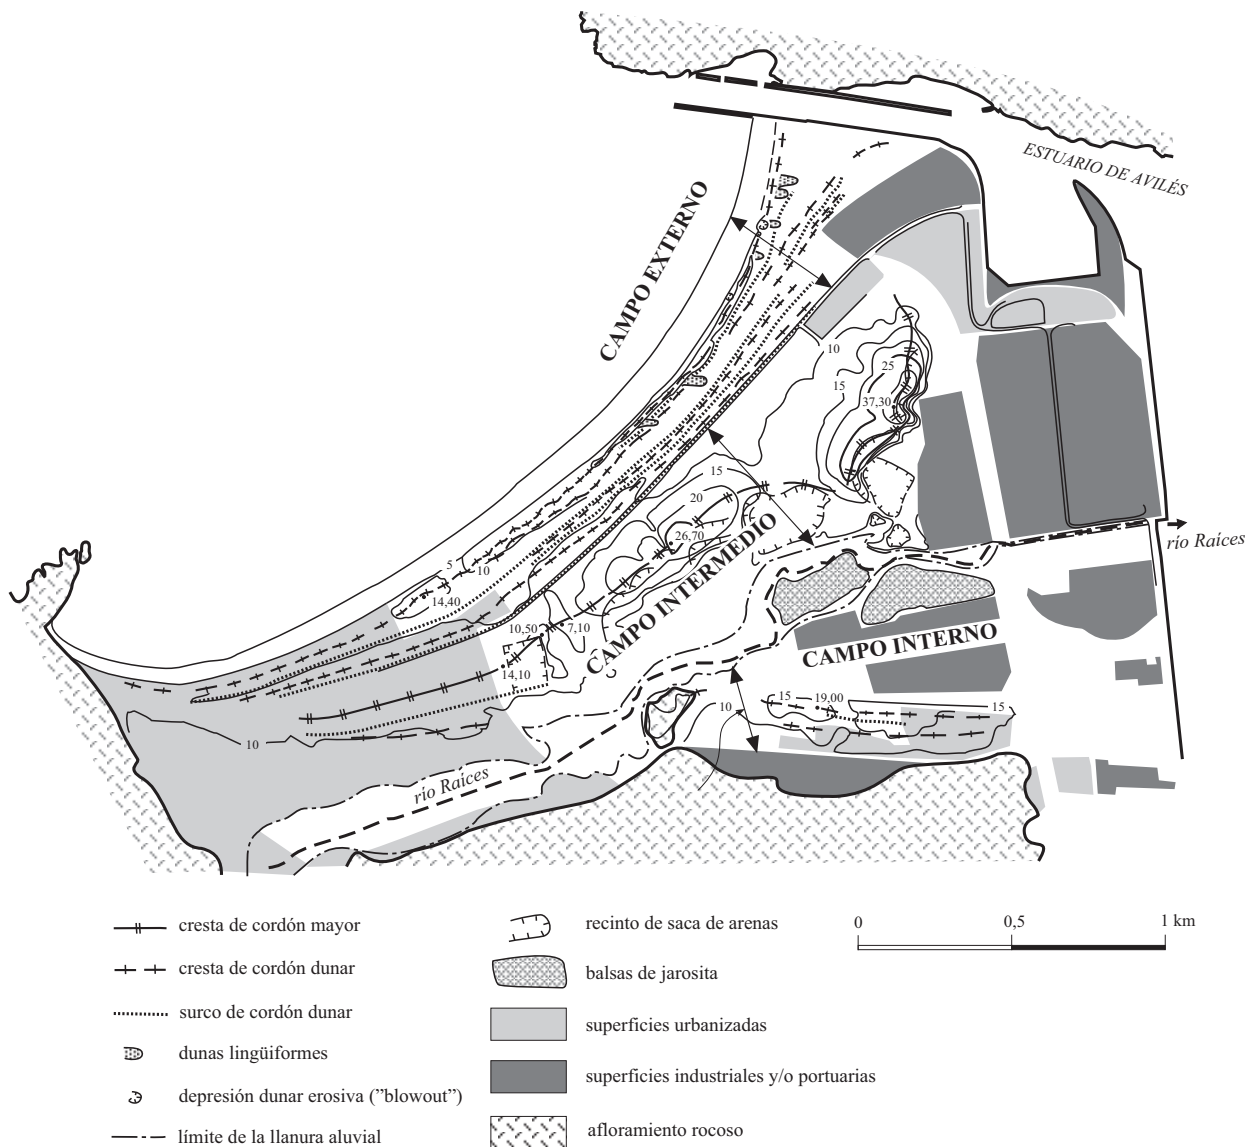 ESTUARIO DE AVILÉS
CAMPO EXTERNO
10
25
15
37,30
15
20
26,70
río Raíces
5
10
14,40
CAMPO INTERMEDIO
10,50
7,10
14,10
CAMPO INTERNO
15
19,00
15
10
10
río Raíces
cresta de cordón mayor
cresta de cordón dunar
surco de cordón dunar
dunas lingüiformes
depresión dunar erosiva (”blowout”)
límite de la llanura aluvial
recinto de saca de arenas
balsas de jarosita
superficies urbanizadas
superficies industriales y/o portuarias
afloramiento rocoso
0 0,5 1 km